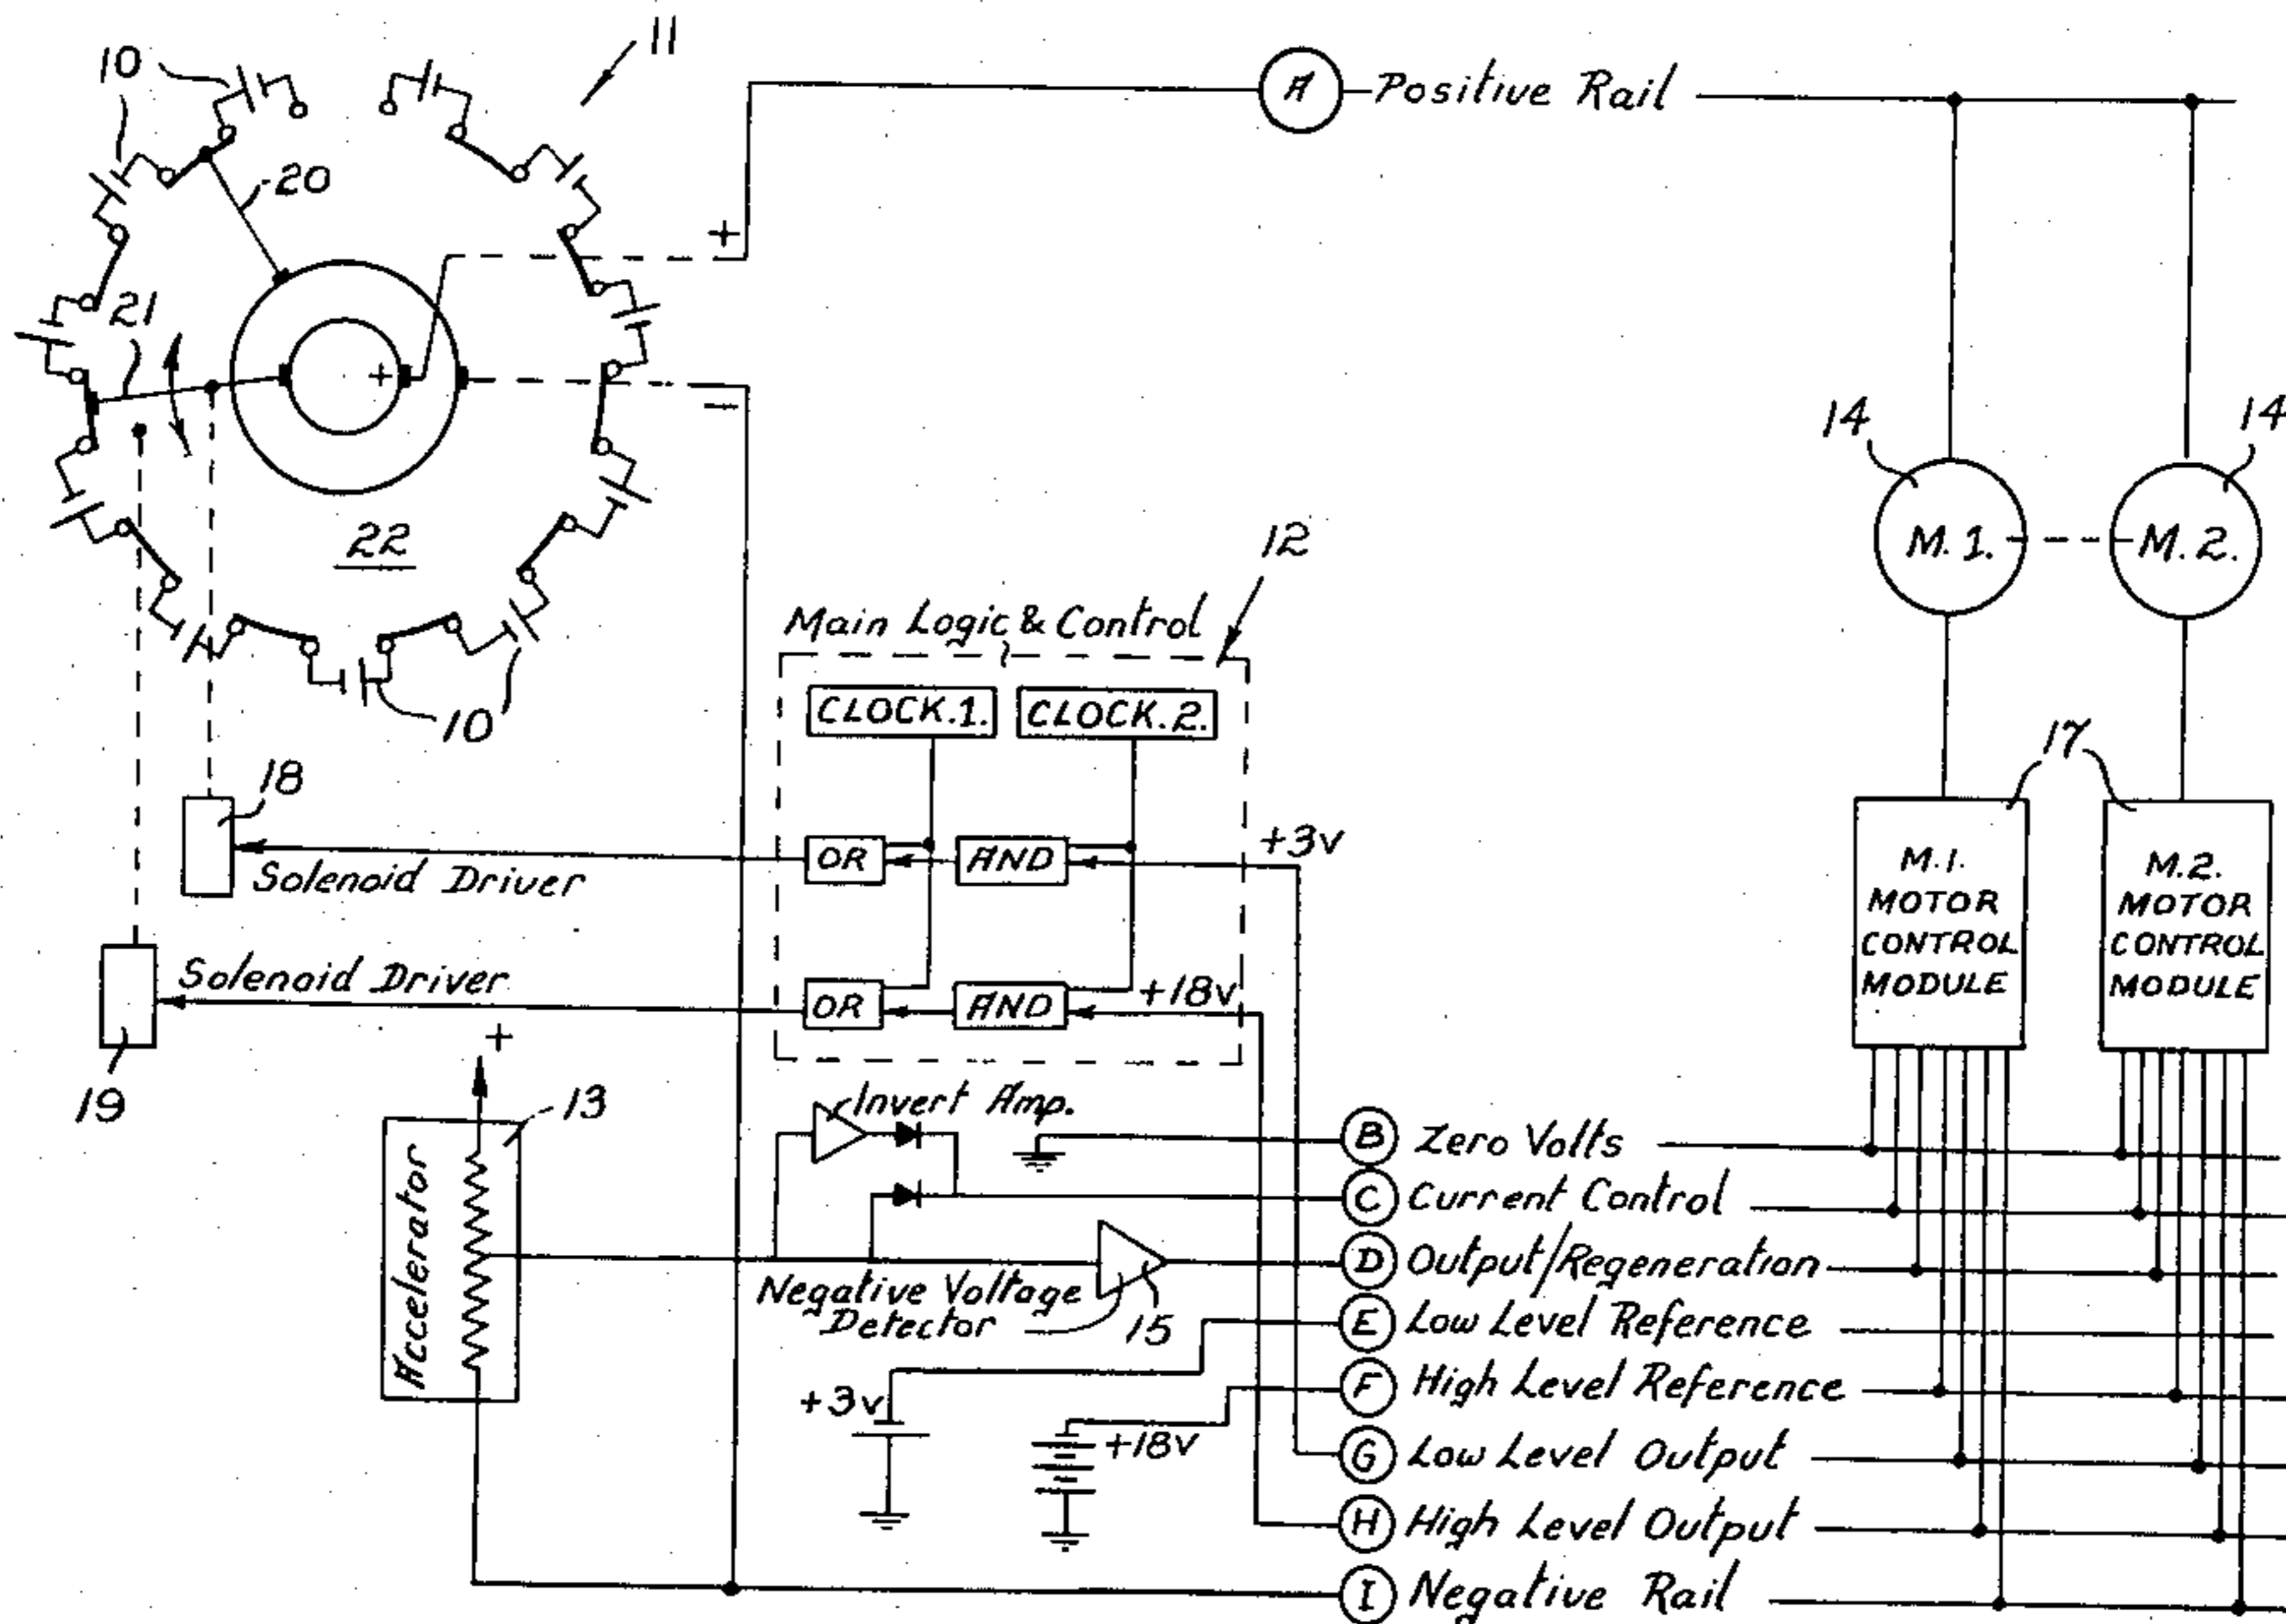 10
11
A
Positive Rail
20
+
21
+
−
14
14
M.1.
M.2.
22
12
Main Logic & Control
CLOCK.1.
CLOCK.2.
10
17
18
OR
AND
+3v
Solenoid Driver
M.1.
MOTOR
CONTROL
MODULE
M.2.
MOTOR
CONTROL
MODULE
Solenoid Driver
OR
AND
+18v
19
+
13
Accelerator
Invert Amp.
B Zero Volts
C Current Control
D Output/Regeneration
Negative Voltage
Detector
15
E Low Level Reference
+3v
F High Level Reference
+18v
G Low Level Output
H High Level Output
I Negative Rail